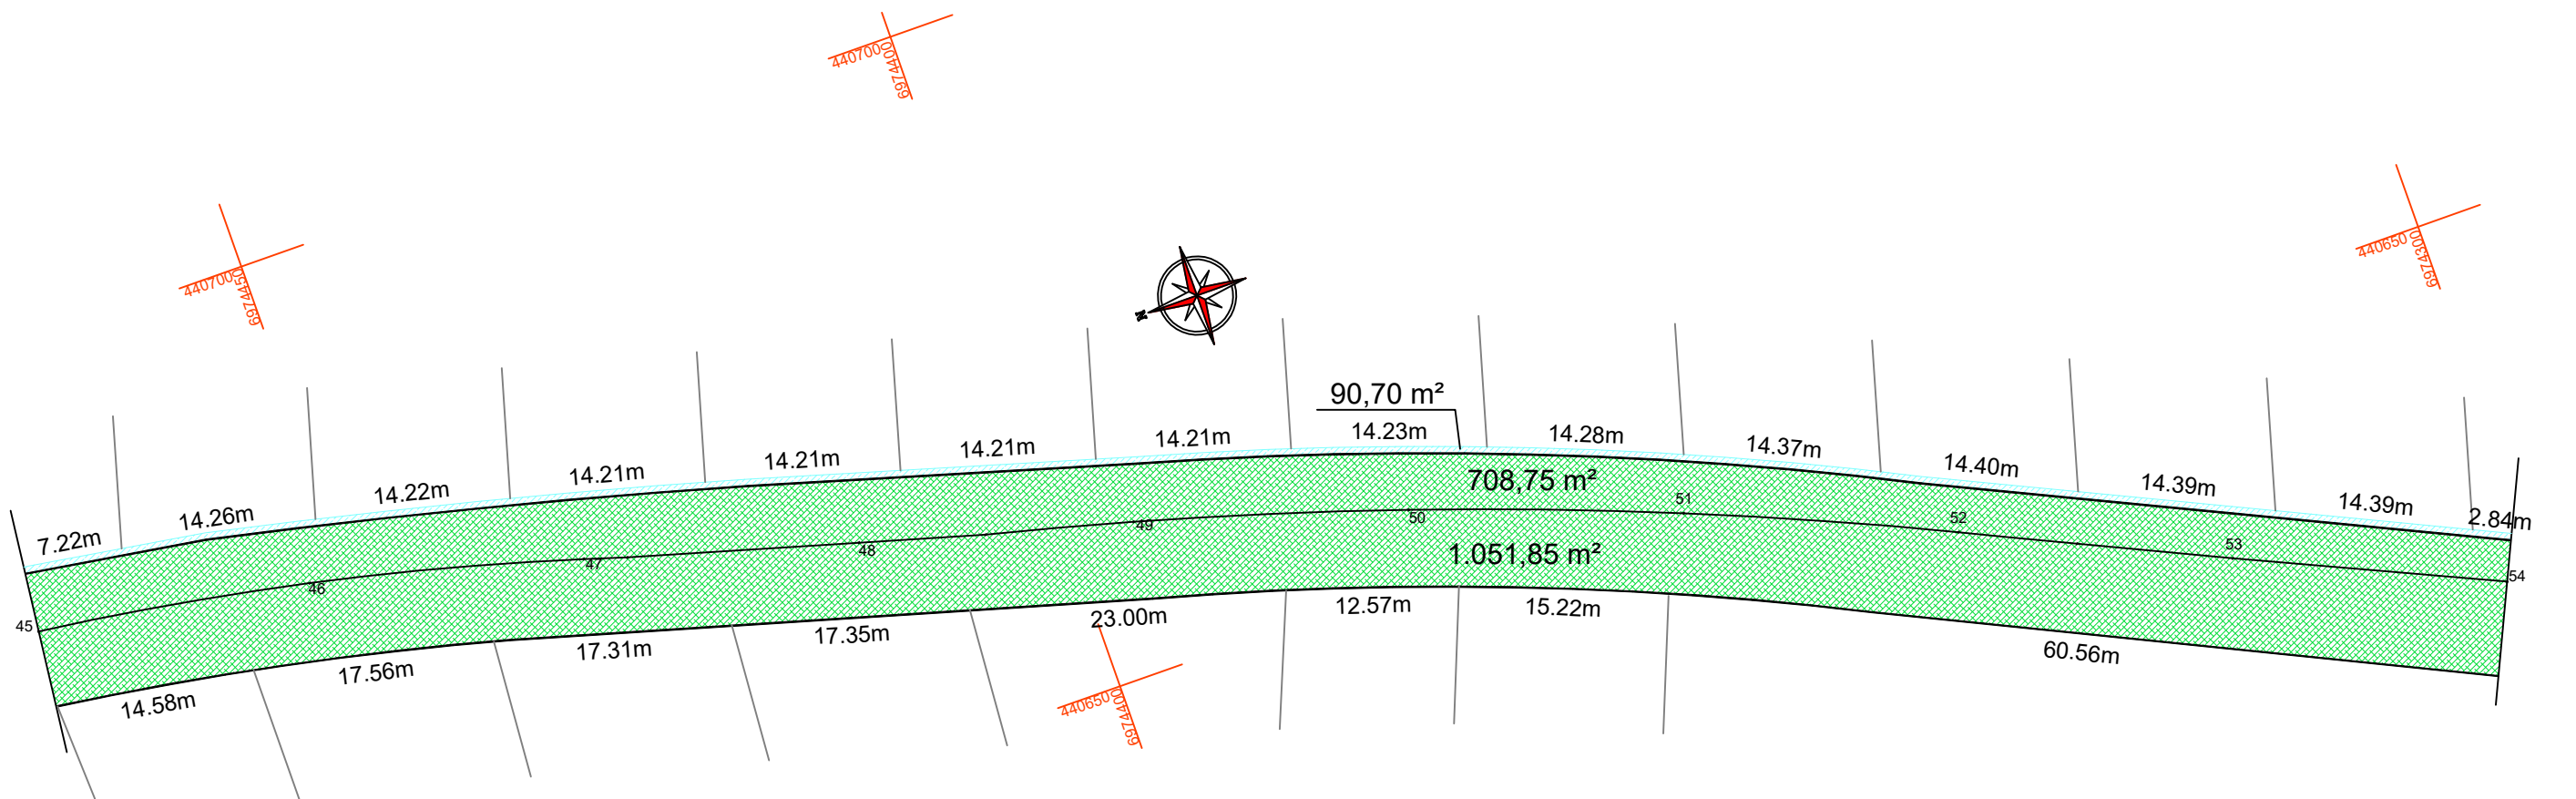 440700
6974400
440700
6974450
440650
6974300
N
90,70 m²
7.22m
14.26m
14.22m
14.21m
14.21m
14.21m
14.21m
14.23m
14.28m
14.37m
14.40m
14.39m
14.39m
2.84m
708,75 m²
45
46
47
48
49
50
51
52
53
54
1.051,85 m²
14.58m
17.56m
17.31m
17.35m
23.00m
12.57m
15.22m
60.56m
440650
6974400